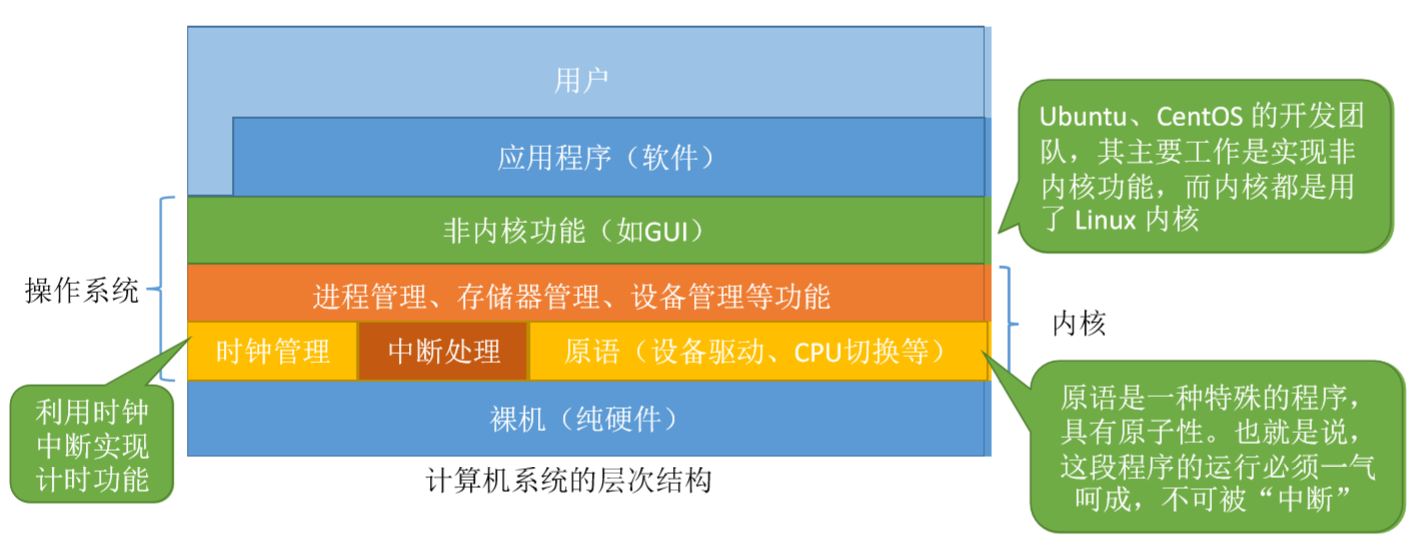 用户
应用程序（软件）
非内核功能（如GUI）
进程管理、存储器管理、设备管理等功能
时钟管理
中断处理
原语（设备驱动、CPU切换等）
裸机（纯硬件）
计算机系统的层次结构
操作系统
内核
利用时钟
中断实现
计时功能
Ubuntu、CentOS 的开发团
队，其主要工作是实现非
内核功能，而内核都是用
了 Linux 内核
原语是一种特殊的程序，
具有原子性。也就是说，
这段程序的运行必须一气
呵成，不可被“中断”